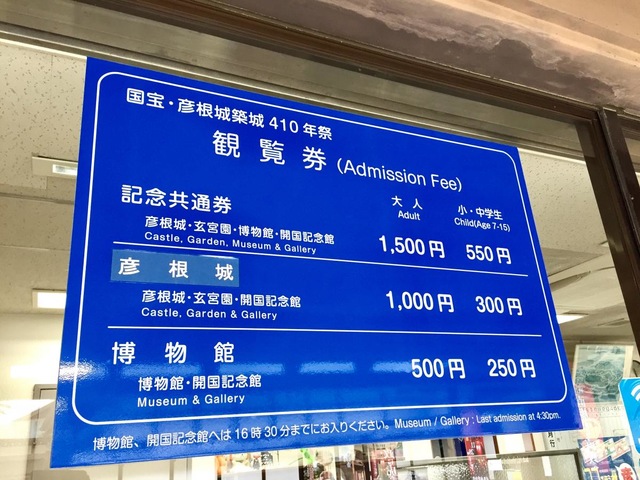 国宝・彦根城築城410年祭
観覧券 (Admission Fee)
大人 小・中学生
Adult Child(Age 7-15)
記念共通券
彦根城・玄宮園・博物館・開国記念館 1,500円 550円
Castle, Garden, Museum & Gallery
彦根城
彦根城・玄宮園・開国記念館 1,000円 300円
Castle, Garden & Gallery
博物館 500円 250円
博物館・開国記念館
Museum & Gallery
博物館、開国記念館へは16時30分までにお入りください。Museum / Gallery : Last admission at 4:30pm.